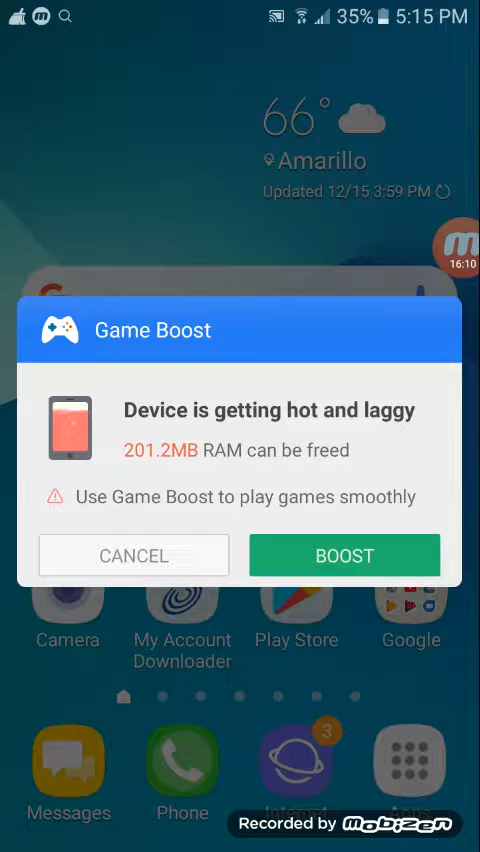 35% 5:15 PM
66°
Amarillo
Updated 12/15 3:59 PM
16:10
Game Boost
Device is getting hot and laggy
201.2MB RAM can be freed
Use Game Boost to play games smoothly
CANCEL
BOOST
Camera
My Account
Downloader
Play Store
Google
3
Messages
Phone
Internet
Apps
Recorded by Mobizen